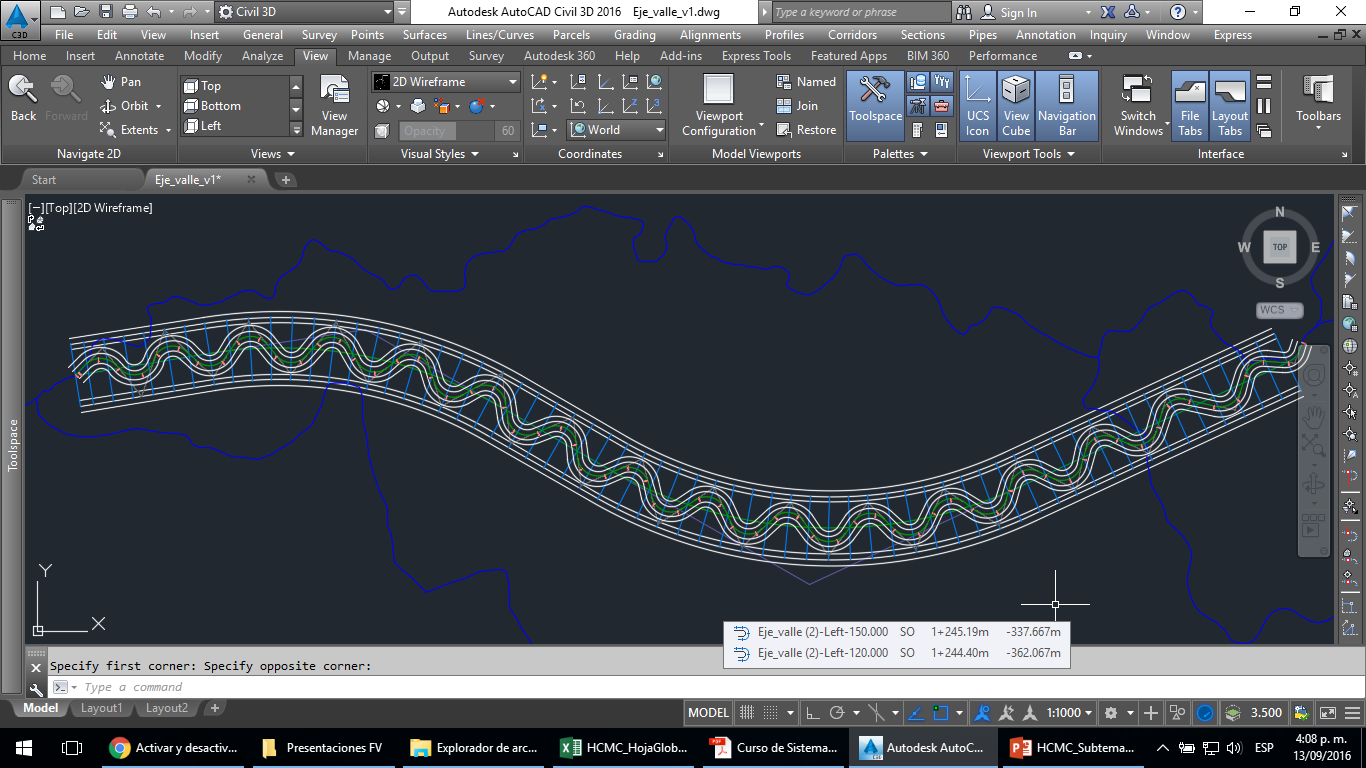 C3D
Civil 3D
Autodesk AutoCAD Civil 3D 2016 Eje_valle_v1.dwg
Type a keyword or phrase
Sign In
File Edit View Insert General Survey Points Surfaces Lines/Curves Parcels Grading Alignments Profiles Corridors Sections Pipes Annotation Inquiry Window Express
Home Insert Annotate Modify Analyze View Manage Output Survey Autodesk 360 Help Add-ins Express Tools Featured Apps BIM 360 Performance
Back Forward
Pan
Orbit
Extents
Top
Bottom
Left
View Manager
2D Wireframe
Opacity 60
World
Viewport Configuration
Named
Join
Restore
Toolspace
UCS Icon
View Cube
Navigation Bar
Switch Windows
File Tabs
Layout Tabs
Toolbars
Navigate 2D Views Visual Styles Coordinates Model Viewports Palettes Viewport Tools Interface
Start Eje_valle_v1*
[−][Top][2D Wireframe]
N
W TOP E
S
WCS
Toolspace
Y
X
Eje_valle (2)-Left-150.000 SO 1+245.19m -337.667m
Eje_valle (2)-Left-120.000 SO 1+244.40m -362.067m
Specify first corner: Specify opposite corner:
Type a command
Model Layout1 Layout2
MODEL 1:1000 3.500
Activar y desactiv... Presentaciones FV Explorador de arc... HCMC_HojaGlob... Curso de Sistema... Autodesk AutoC... HCMC_Subtema... ESP
4:08 p. m.
13/09/2016